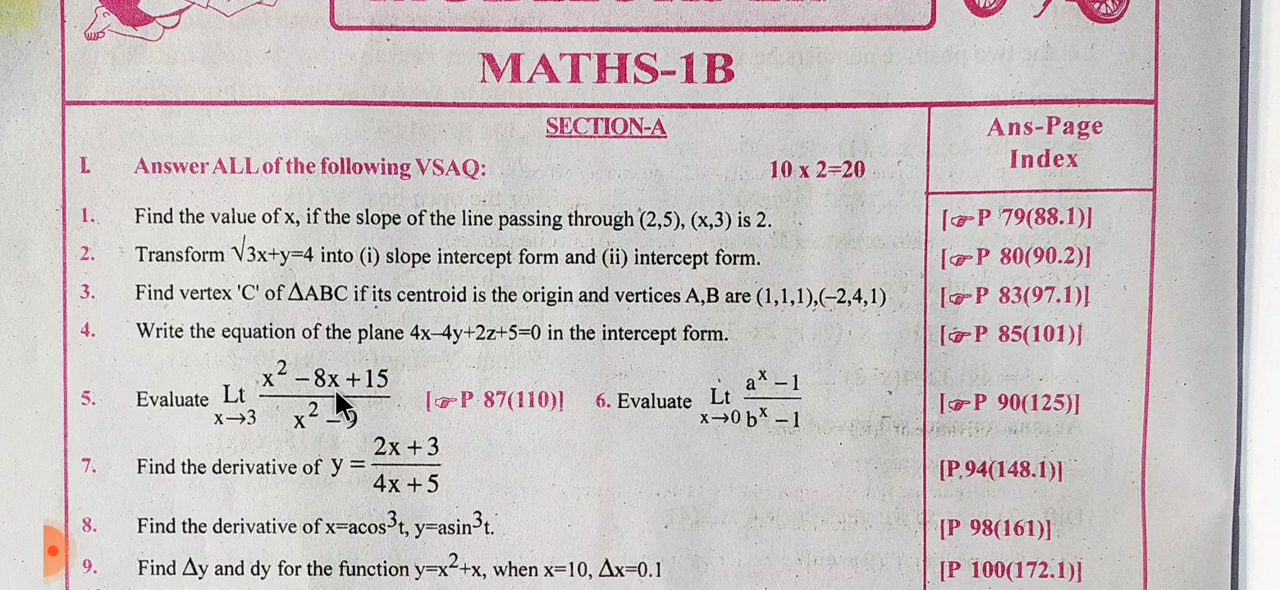 MATHS-1B
SECTION-A
Ans-Page
Index
I. Answer ALL of the following VSAQ: 10 x 2=20
1. Find the value of x, if the slope of the line passing through (2,5), (x,3) is 2. [☞P 79(88.1)]
2. Transform √3x+y=4 into (i) slope intercept form and (ii) intercept form. [☞P 80(90.2)]
3. Find vertex 'C' of ΔABC if its centroid is the origin and vertices A,B are (1,1,1),(–2,4,1) [☞P 83(97.1)]
4. Write the equation of the plane 4x–4y+2z+5=0 in the intercept form. [☞P 85(101)]
5. Evaluate Lt x→3 (x² – 8x + 15)/(x² – 9) [☞P 87(110)] 6. Evaluate Lt x→0 (aˣ – 1)/(bˣ – 1) [☞P 90(125)]
7. Find the derivative of y = (2x + 3)/(4x + 5) [P.94(148.1)]
8. Find the derivative of x=acos³t, y=asin³t. [P 98(161)]
9. Find Δy and dy for the function y=x²+x, when x=10, Δx=0.1 [P 100(172.1)]